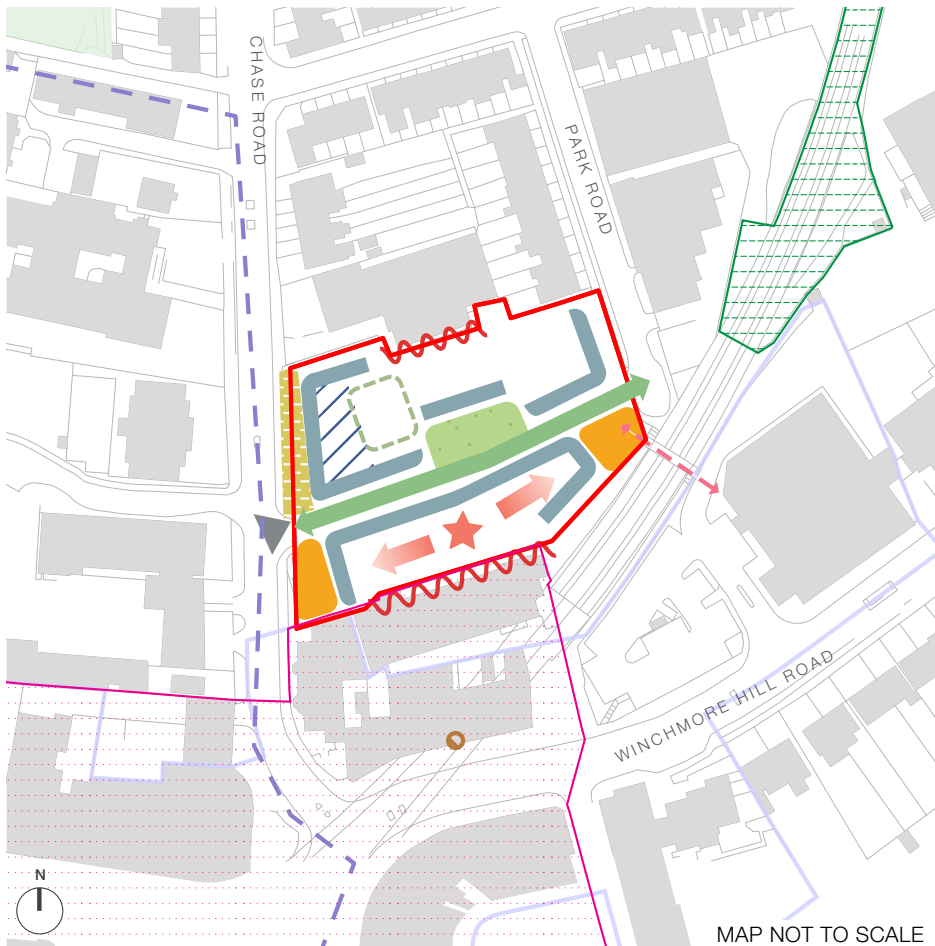 CHASE ROAD
PARK ROAD
WINCHMORE HILL ROAD
N
MAP NOT TO SCALE